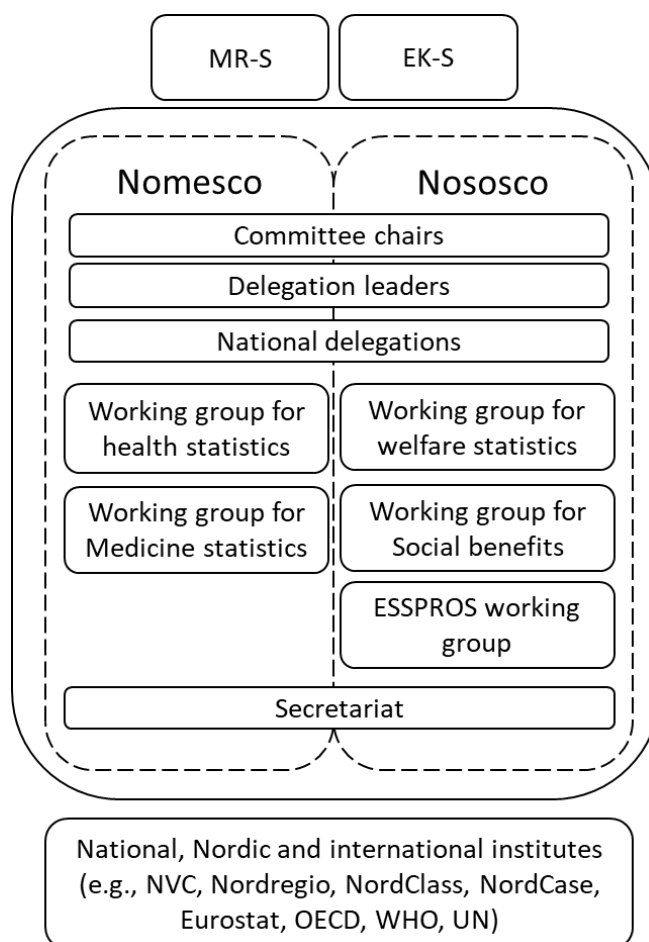 MR-S
EK-S
Nomesco
Nososco
Committee chairs
Delegation leaders
National delegations
Working group for
health statistics
Working group for
welfare statistics
Working group for
Medicine statistics
Working group for
Social benefits
ESSPROS working
group
Secretariat
National, Nordic and international institutes
(e.g., NVC, Nordregio, NordClass, NordCase,
Eurostat, OECD, WHO, UN)